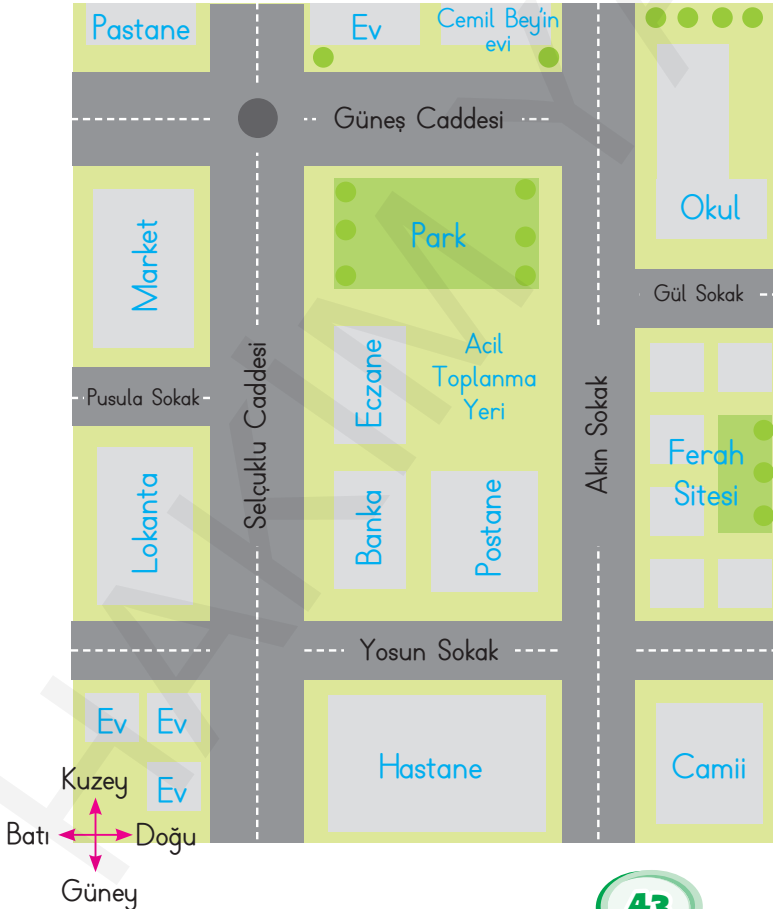 Pastane
Ev
Cemil Bey'in
evi
Güneş Caddesi
Okul
Park
Market
Gül Sokak
Acil
Toplanma
Yeri
Eczane
Pusula Sokak
Selçuklu Caddesi
Akın Sokak
Ferah
Sitesi
Lokanta
Banka
Postane
Yosun Sokak
Ev
Ev
Ev
Hastane
Camii
Kuzey
Batı
Doğu
Güney
43